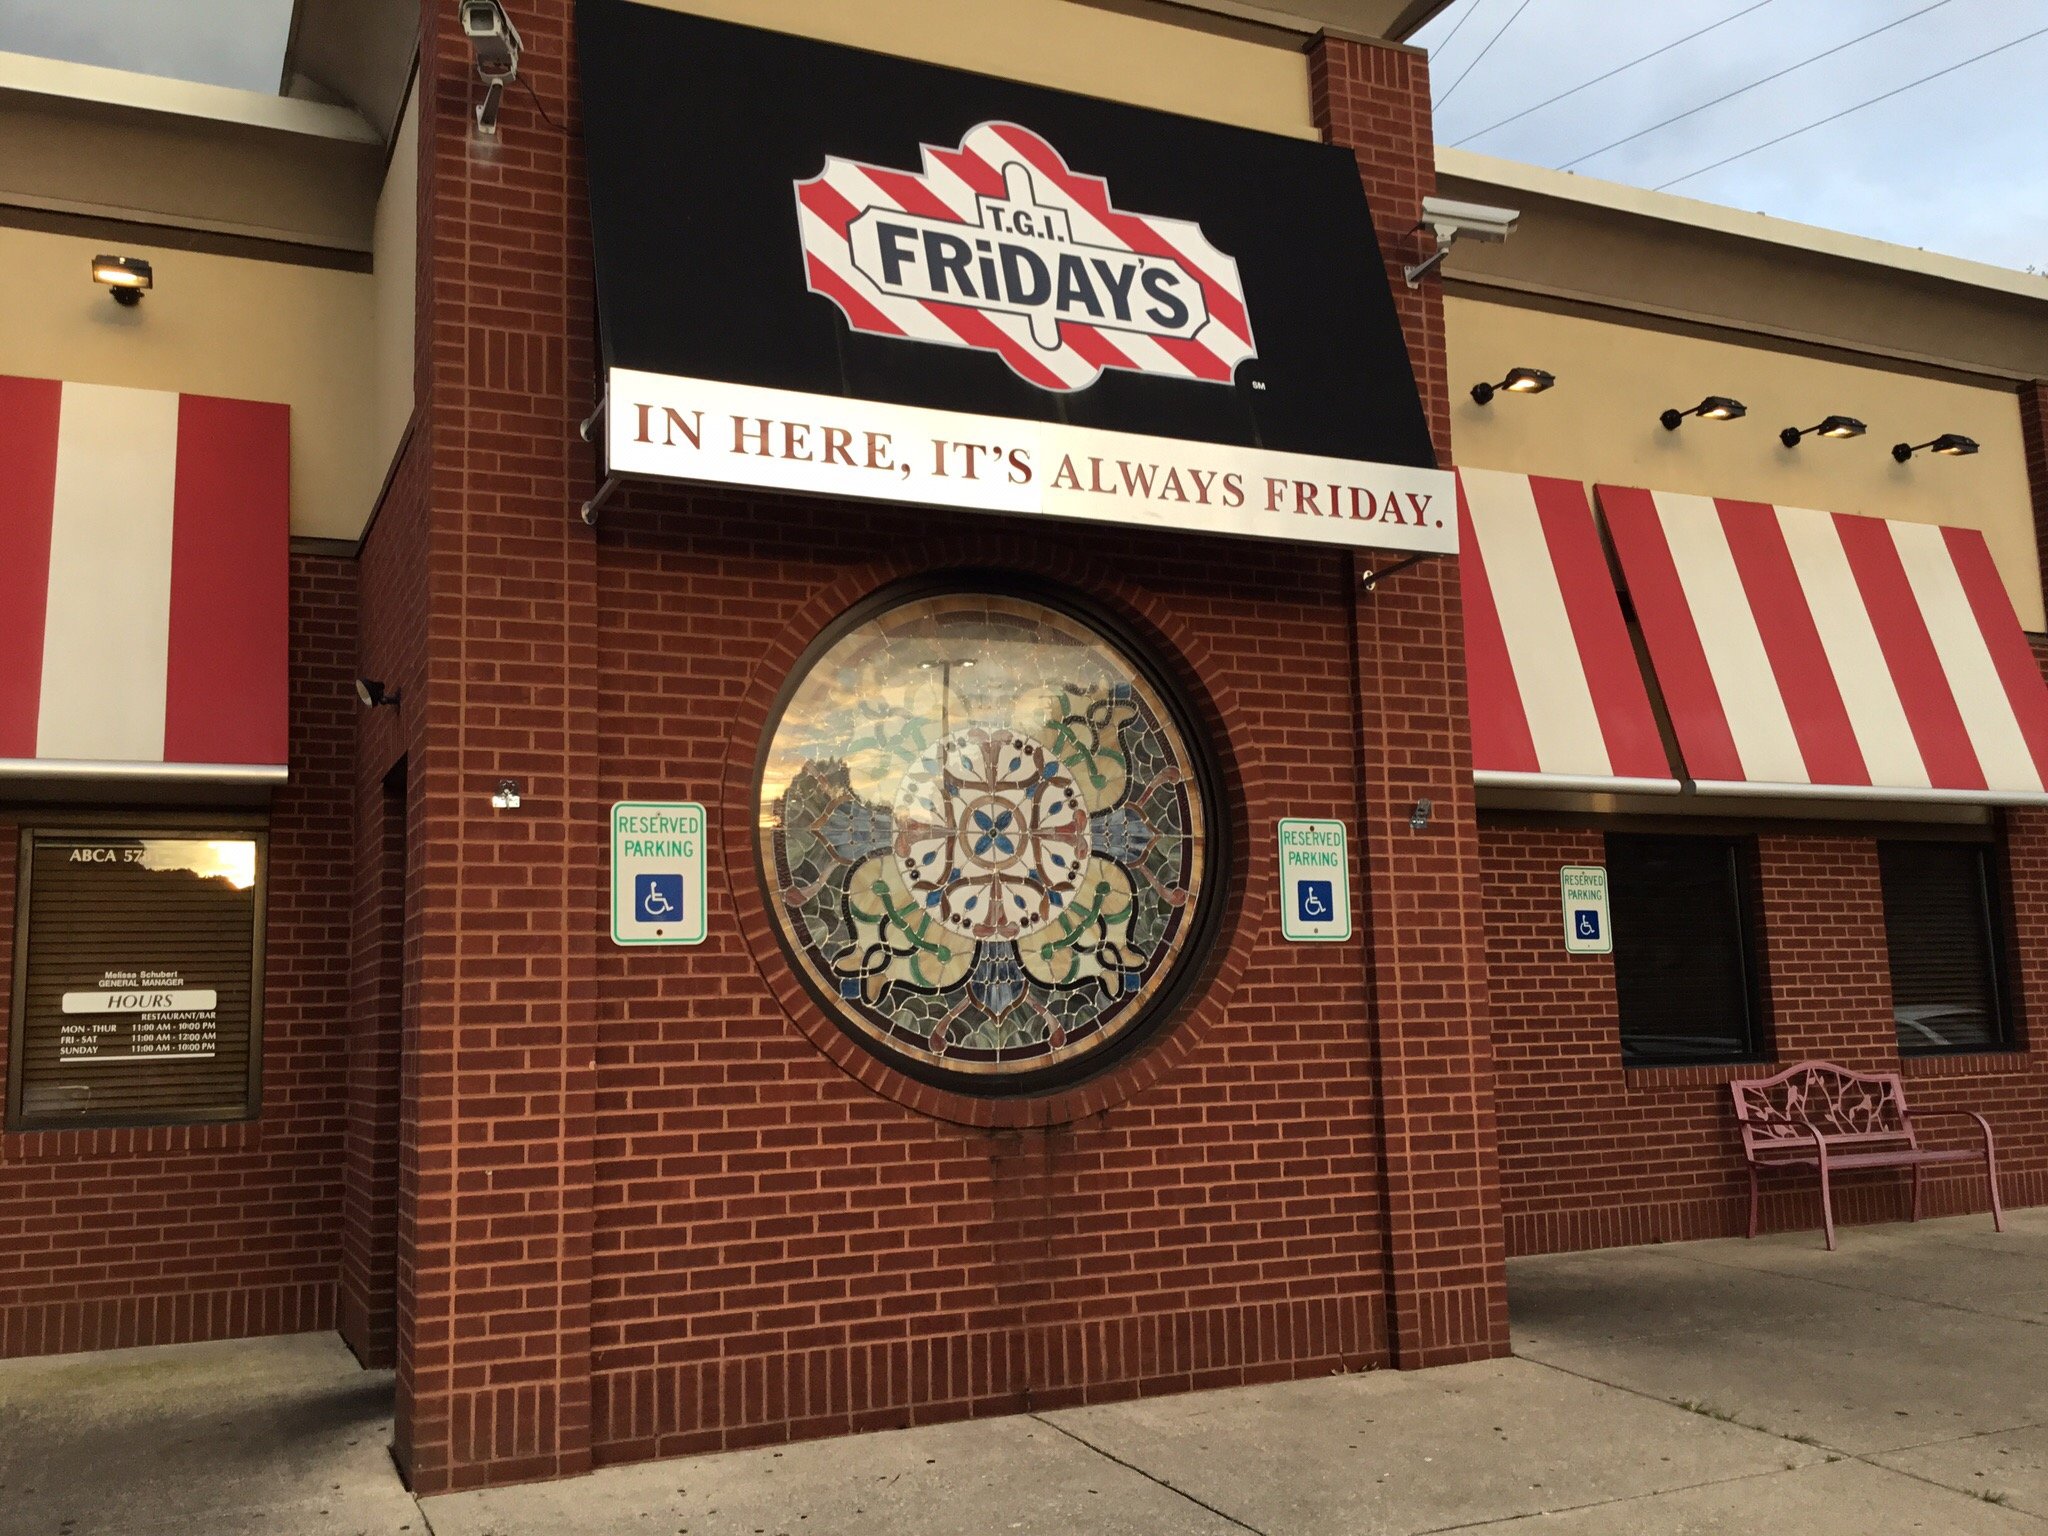 T.G.I.
FRiDAY'S
SM
IN HERE, IT'S ALWAYS FRIDAY.
RESERVED
PARKING
RESERVED
PARKING
RESERVED
PARKING
ABCA
Melissa Schubert
GENERAL MANAGER
HOURS
RESTAURANT/BAR
MON - THUR 11:00 AM - 10:00 PM
FRI - SAT 11:00 AM - 12:00 AM
SUNDAY 11:00 AM - 10:00 PM